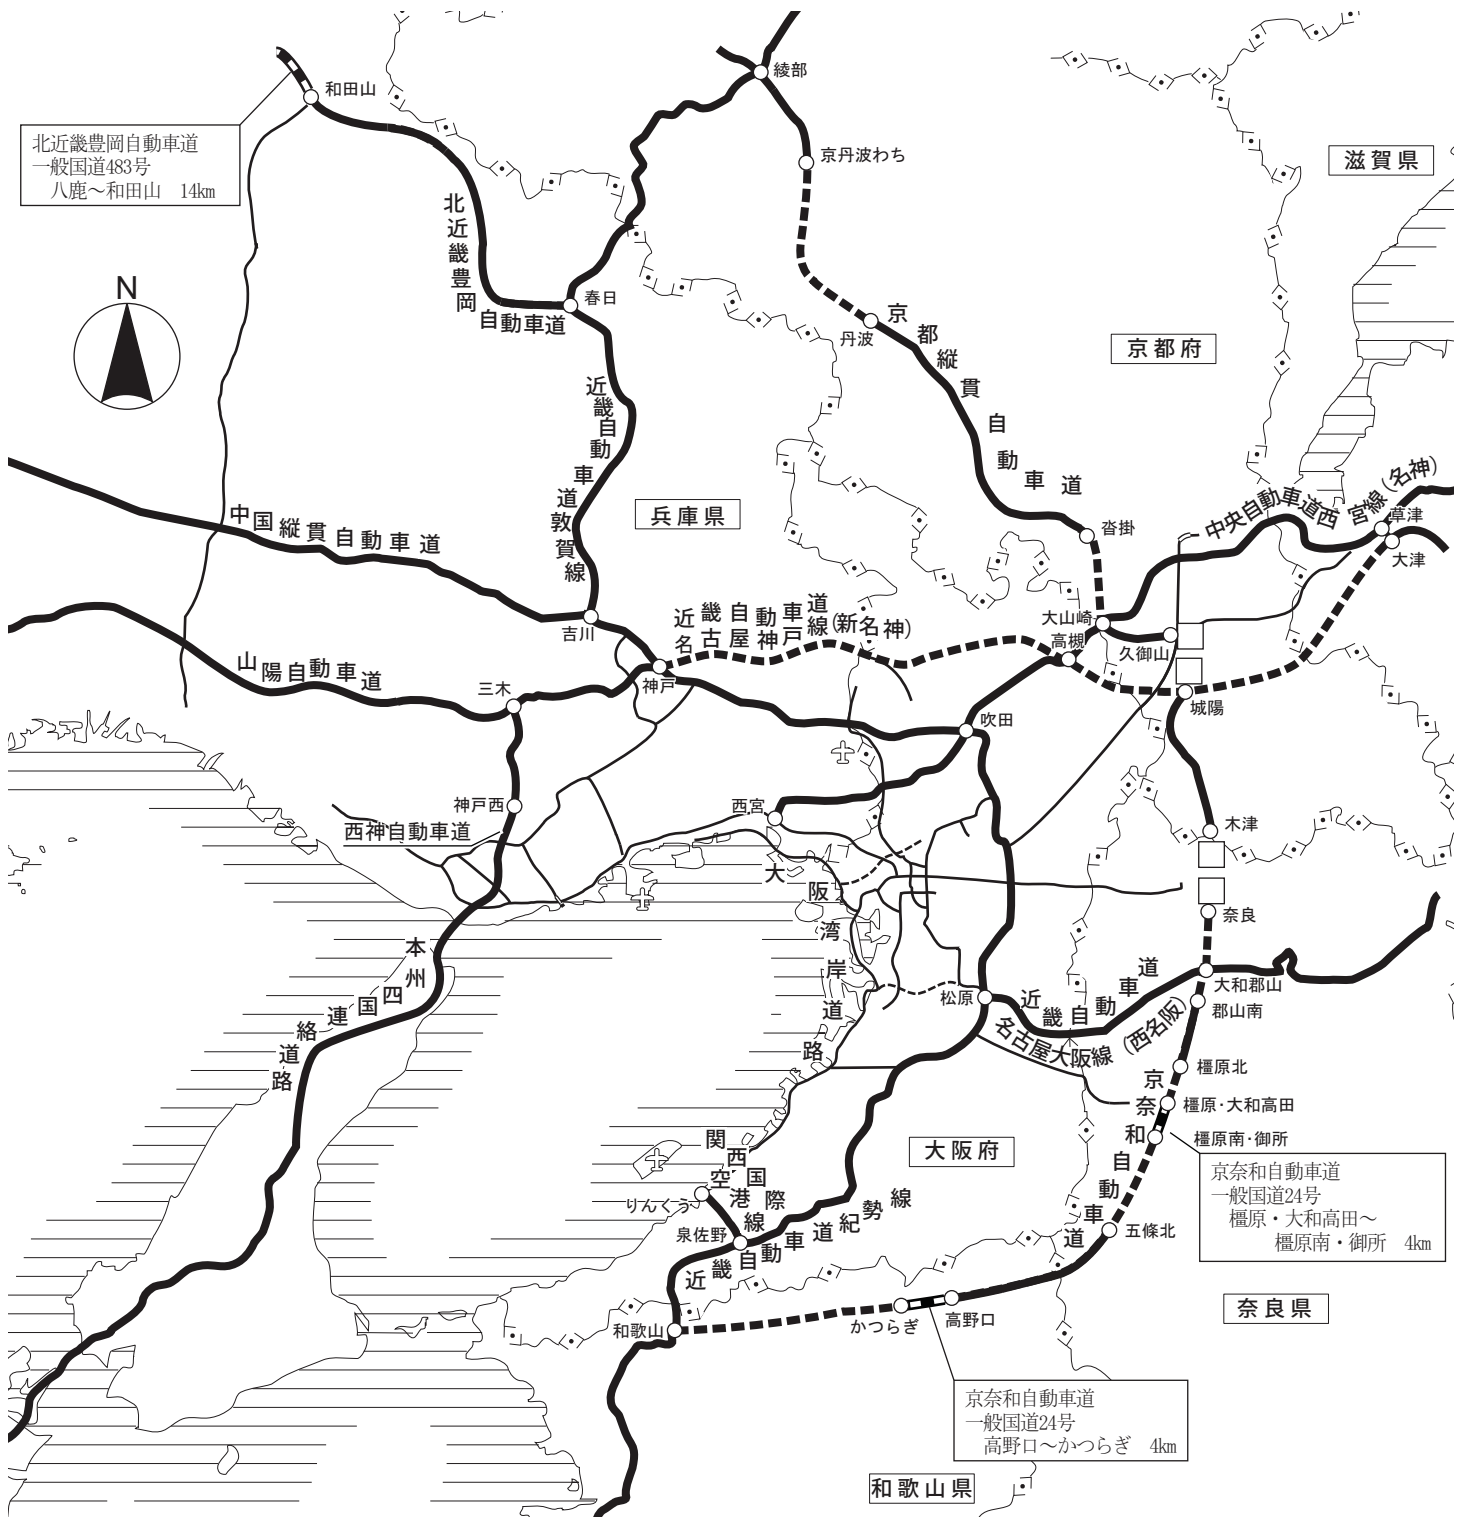 綾部
和田山
北近畿豊岡自動車道
一般国道483号
八鹿～和田山　14km
京丹波わち
滋賀県
北近畿豊岡
自動車道
N
春日
丹波
京都縦貫自動車道
京都府
近畿自動車道敦賀線
兵庫県
中央自動車道西宮線(名神)
草津
大津
中国縦貫自動車道
沓掛
吉川
近畿自動車道
名古屋神戸線(新名神)
大山崎
高槻
久御山
山陽自動車道
三木
神戸
城陽
吹田
神戸西
西宮
木津
西神自動車道
大阪湾岸道路
奈良
本州四国連絡道路
松原
近畿自動車道
名古屋大阪線(西名阪)
大和郡山
郡山南
橿原北
京奈和自動車道
橿原・大和高田
橿原南・御所
関西国際
空港線
大阪府
京奈和自動車道
一般国道24号
橿原・大和高田～
橿原南・御所　4km
りんくう
泉佐野
近畿自動車道紀勢線
五條北
和歌山
かつらぎ
高野口
奈良県
京奈和自動車道
一般国道24号
高野口～かつらぎ　4km
和歌山県